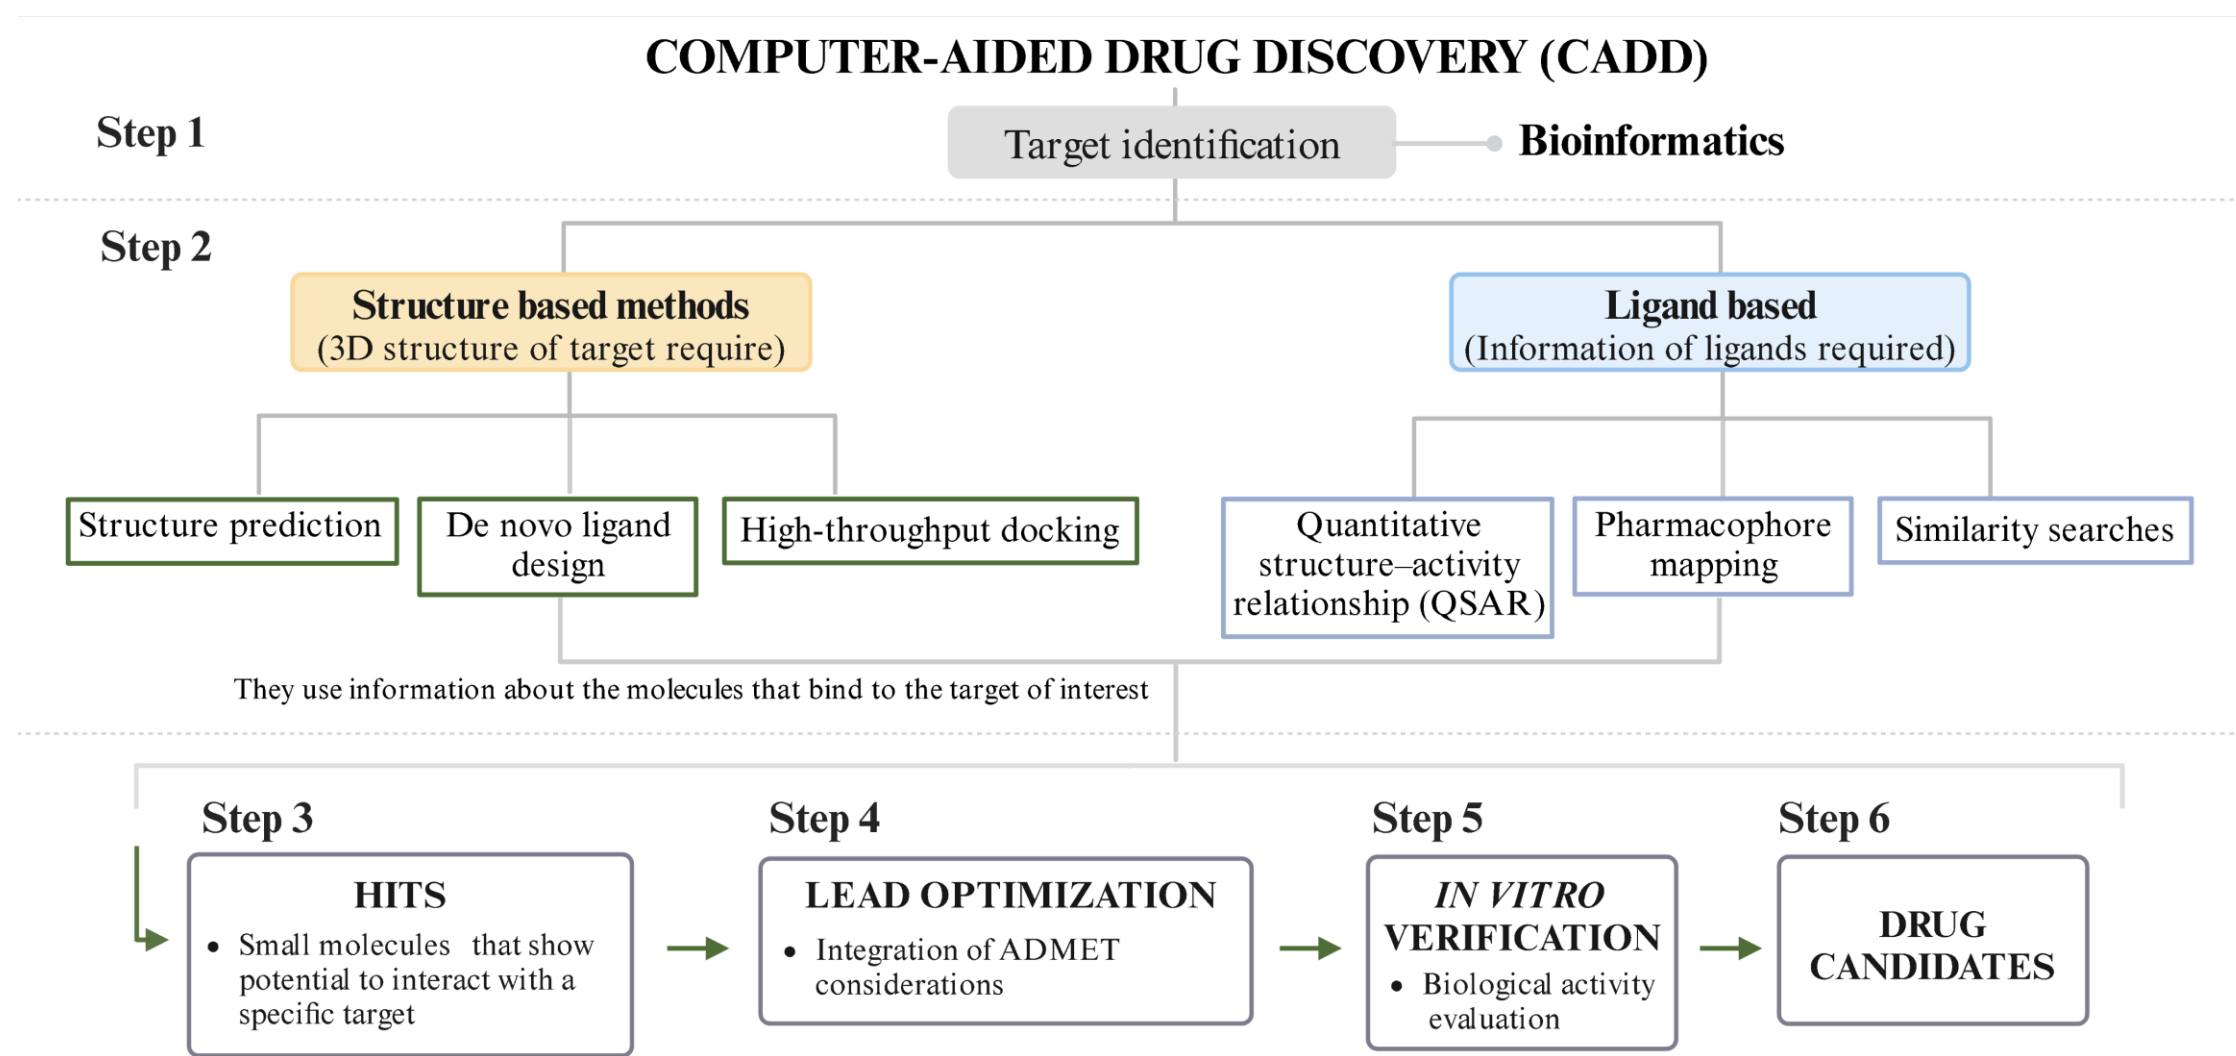 COMPUTER-AIDED DRUG DISCOVERY (CADD)
Step 1
Target identification
Bioinformatics
Step 2
Structure based methods
(3D structure of target require)
Ligand based
(Information of ligands required)
Structure prediction
De novo ligand
design
High-throughput docking
Quantitative
structure–activity
relationship (QSAR)
Pharmacophore
mapping
Similarity searches
They use information about the molecules that bind to the target of interest
Step 3
HITS
• Small molecules that show
potential to interact with a
specific target
Step 4
LEAD OPTIMIZATION
• Integration of ADMET
considerations
Step 5
IN VITRO
VERIFICATION
• Biological activity
evaluation
Step 6
DRUG
CANDIDATES